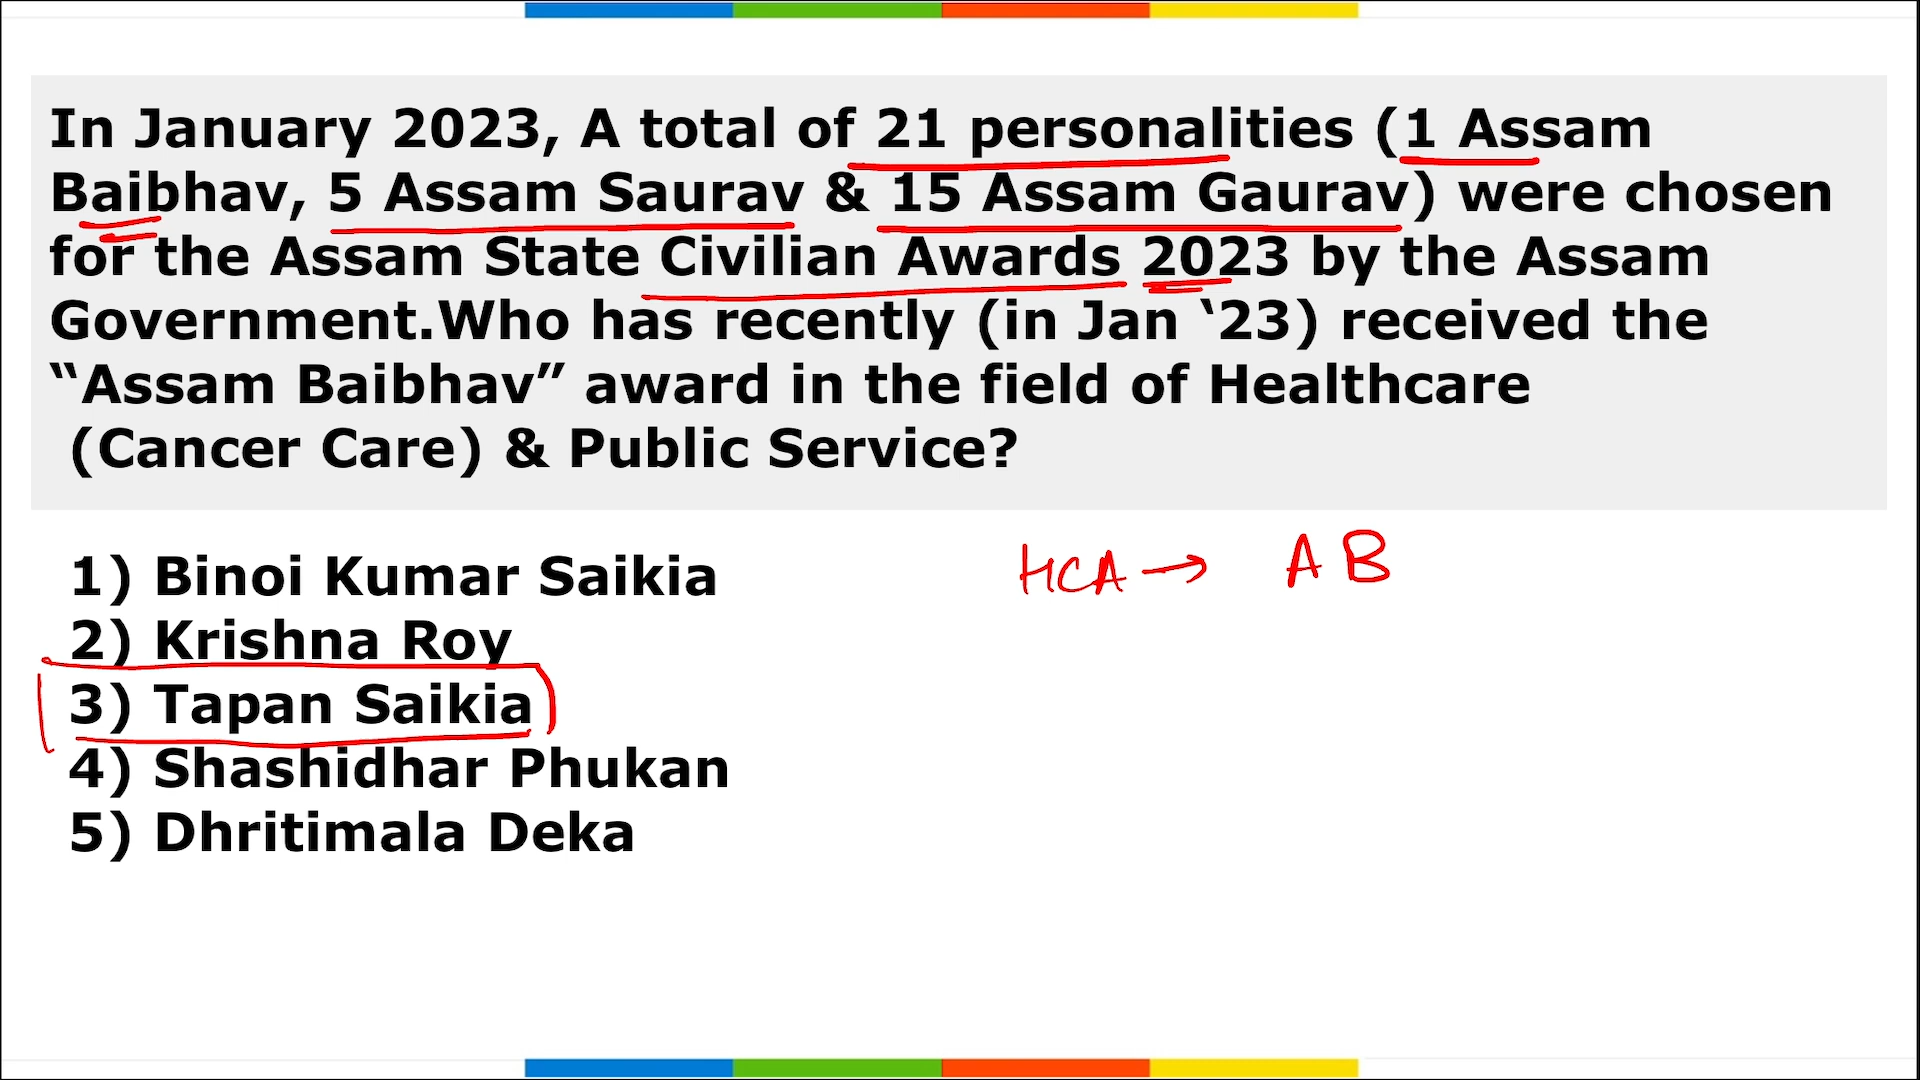 In January 2023, A total of 21 personalities (1 Assam
Baibhav, 5 Assam Saurav & 15 Assam Gaurav) were chosen
for the Assam State Civilian Awards 2023 by the Assam
Government.Who has recently (in Jan ‘23) received the
“Assam Baibhav” award in the field of Healthcare
(Cancer Care) & Public Service?
1) Binoi Kumar Saikia
HCA → AB
2) Krishna Roy
3) Tapan Saikia
4) Shashidhar Phukan
5) Dhritimala Deka